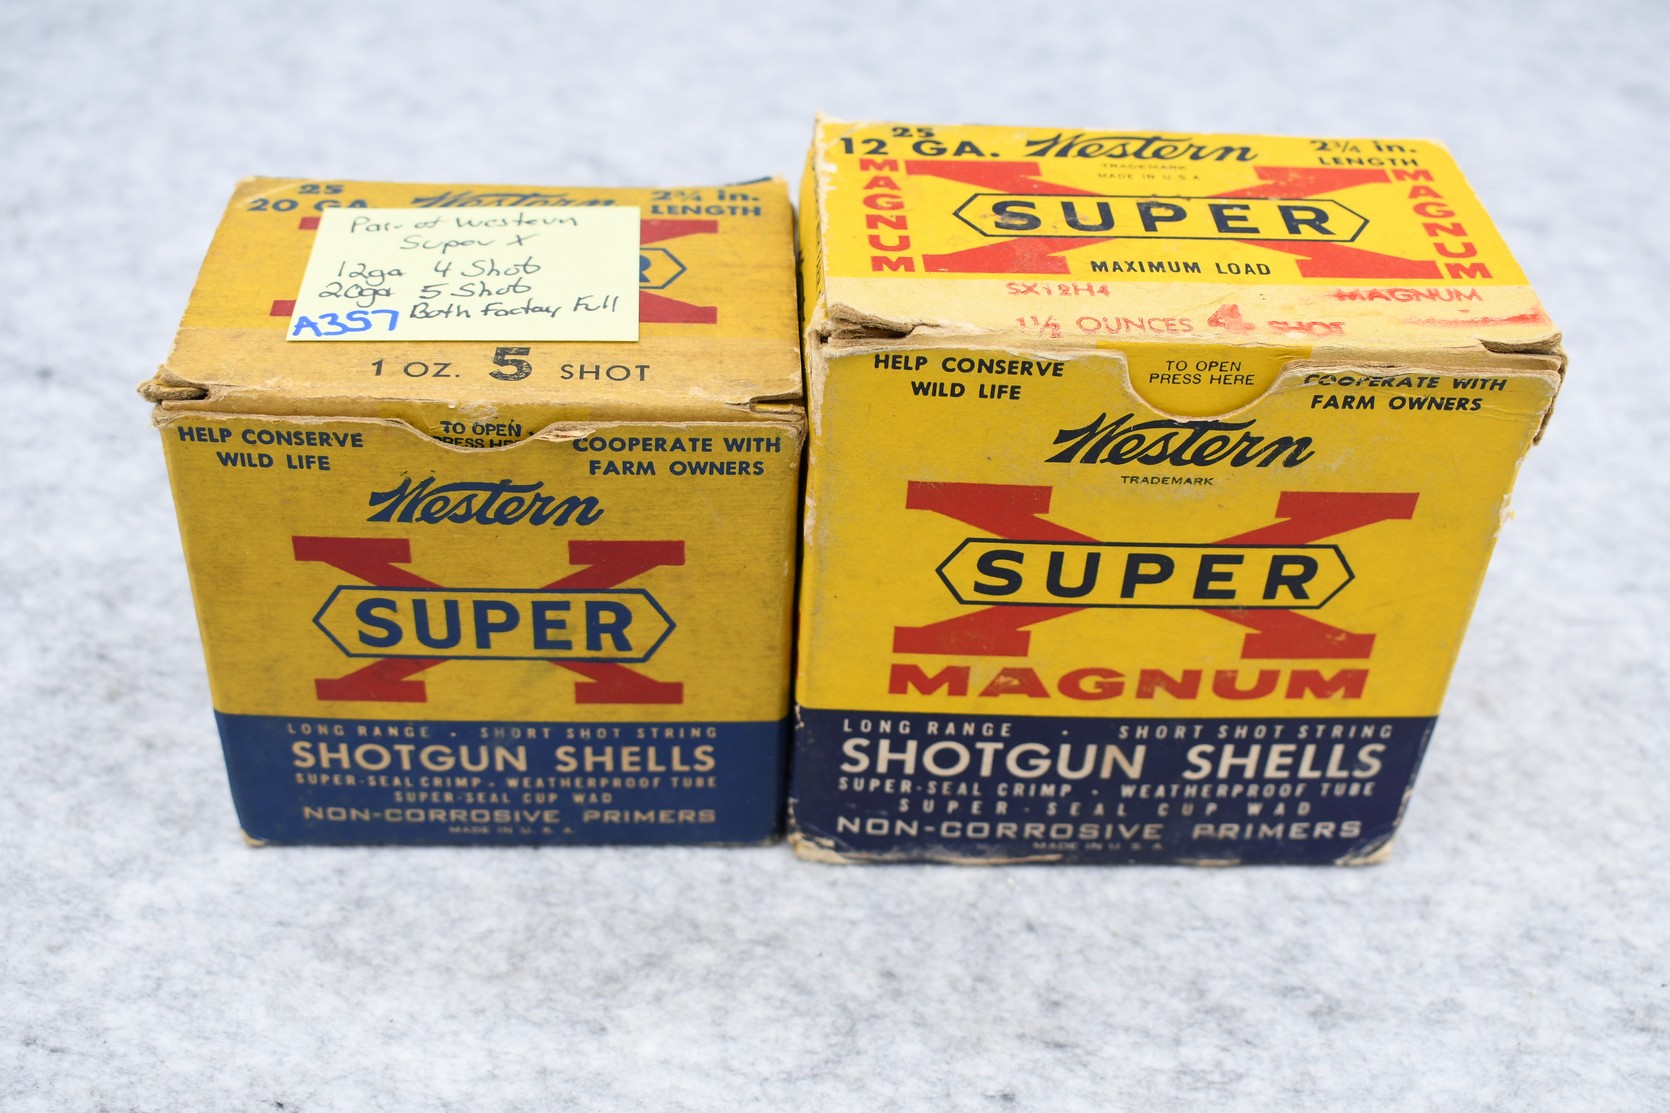 25
20 GA. Western 2¾ in.
LENGTH
Pair of Western
Super X
12ga 4 Shot
20ga 5 Shot
Both Factory Full
A357
R
1 OZ. 5 SHOT
TO OPEN
PRESS HE
HELP CONSERVE
WILD LIFE
COOPERATE WITH
FARM OWNERS
Western
X
SUPER
LONG RANGE · SHORT SHOT STRING
SHOTGUN SHELLS
SUPER-SEAL CRIMP · WEATHERPROOF TUBE
SUPER-SEAL CUP WAD
NON-CORROSIVE PRIMERS
MADE IN U. S. A.
25
12 GA. Western 2¾ in.
LENGTH
TRADEMARK
MADE IN U.S.A
MAGNUM
X
SUPER
MAGNUM
MAXIMUM LOAD
SX12H4 MAGNUM
1½ OUNCES 4 SHOT
HELP CONSERVE
WILD LIFE
TO OPEN
PRESS HERE
COOPERATE WITH
FARM OWNERS
Western
TRADEMARK
X
SUPER
MAGNUM
LONG RANGE · SHORT SHOT STRING
SHOTGUN SHELLS
SUPER-SEAL CRIMP · WEATHERPROOF TUBE
SUPER-SEAL CUP WAD
NON-CORROSIVE PRIMERS
MADE IN U. S. A.